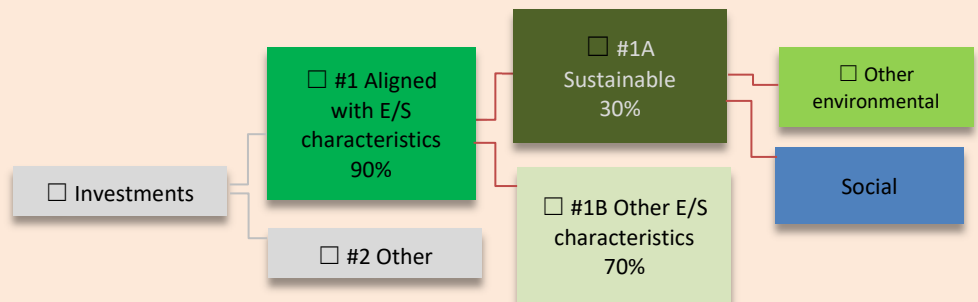 ☐ Investments
☐ #1 Aligned
with E/S
characteristics
90%
☐ #2 Other
☐ #1A
Sustainable
30%
☐ #1B Other E/S
characteristics
70%
☐ Other
environmental
Social